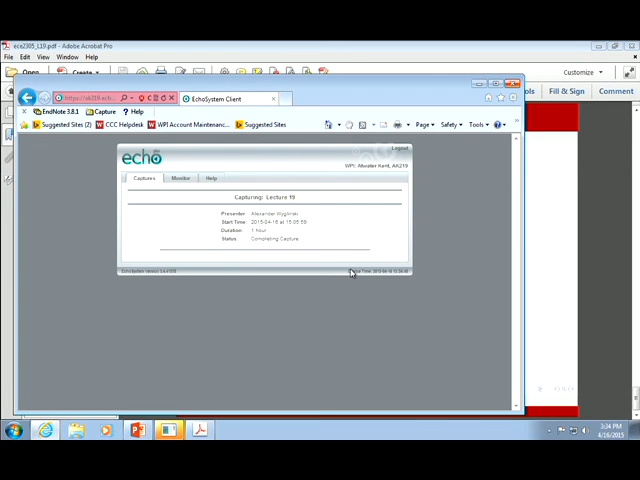 ece2305_L19.pdf - Adobe Acrobat Pro
File Edit View Window Help
Open Create Customize
EchoSystem Client
EndNote 3.8.1 Capture Help
Suggested Sites (2) CCC Helpdesk WPI Account Maintenanc... Suggested Sites Page Safety Tools
ols Fill & Sign Comment
Logout
echo
WPI: Atwater Kent, AK219
Captures Monitor Help
Capturing: Lecture 19
Presenter Alexander Wyglinski
Start Time 2015-04-16 at 15:05:59
Duration 1 hour
Status Completing Capture
3:34 PM
4/16/2015